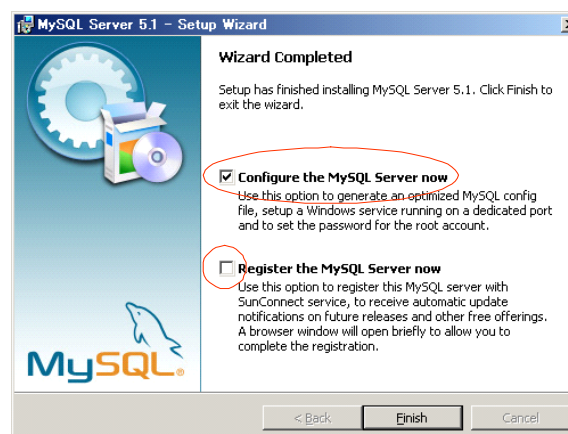 MySQL Server 5.1 - Setup Wizard
Wizard Completed
Setup has finished installing MySQL Server 5.1. Click Finish to
exit the wizard.
Configure the MySQL Server now
Use this option to generate an optimized MySQL config
file, setup a Windows service running on a dedicated port
and to set the password for the root account.
Register the MySQL Server now
Use this option to register this MySQL server with
SunConnect service, to receive automatic update
notifications on future releases and other free offerings.
A browser window will open briefly to allow you to
complete the registration.
MySQL
< Back
Finish
Cancel